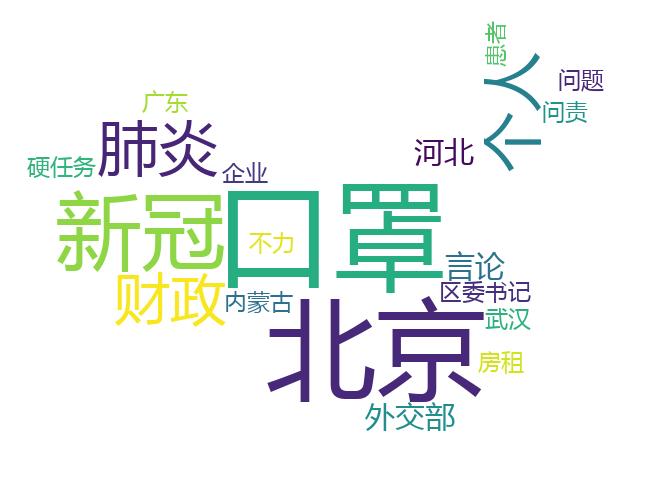 患者
个人
问题
问责
广东
肺炎
河北
硬任务
企业
新冠
口罩
不力
言论
财政
内蒙古
区委书记
北京
武汉
房租
外交部